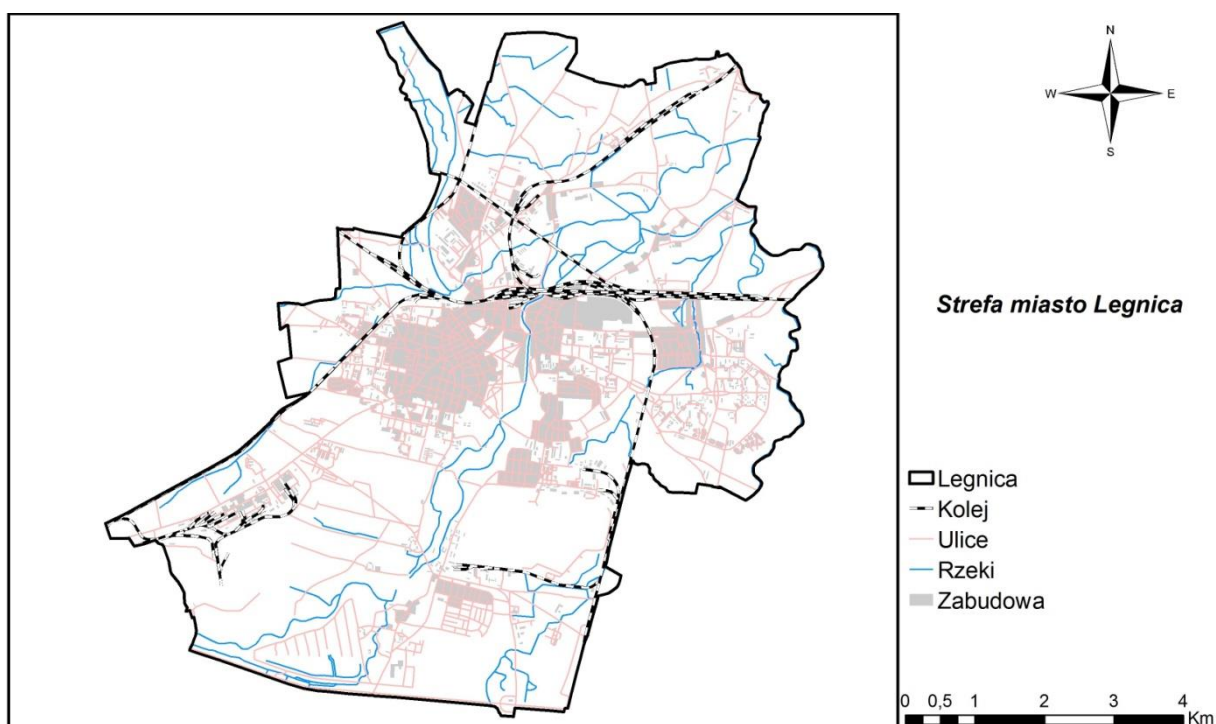 N
W E
S
Strefa miasto Legnica
Legnica
Kolej
Ulice
Rzeki
Zabudowa
0 0,5 1 2 3 4
Km